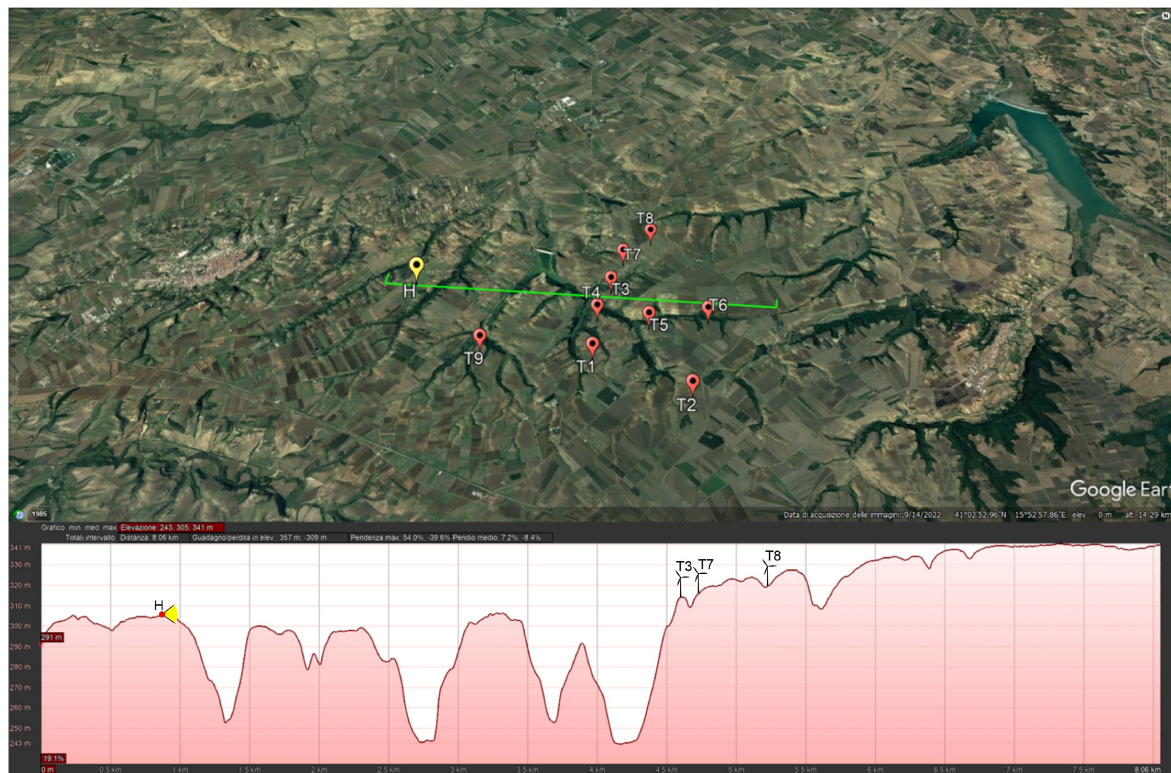 N
T8
T7
T3
H
T4
T6
T5
T9
T1
T2
Google Eart
1985
Data di acquisizione delle immagini: 9/14/2022 41°02'52.96"N 15°52'57.86"E elev 0 m alt 14.29 km
Grafico: min, med, max Elevazione: 243, 305, 341 m
Totali intervallo: Distanza: 8.06 km Guadagno/perdita in elev.: 357 m, -309 m Pendenza max: 54.0%, -39.6% Pendio medio: 7.2%, -8.4%
341 m
330 m
320 m
310 m
300 m
291 m
290 m
280 m
270 m
260 m
250 m
243 m
H
T3
T7
T8
19.1%
0 m 0.5 km 1 km 1.5 km 2 km 2.5 km 3 km 3.5 km 4 km 4.5 km 5 km 5.5 km 6 km 6.5 km 7 km 7.5 km 8.06 km